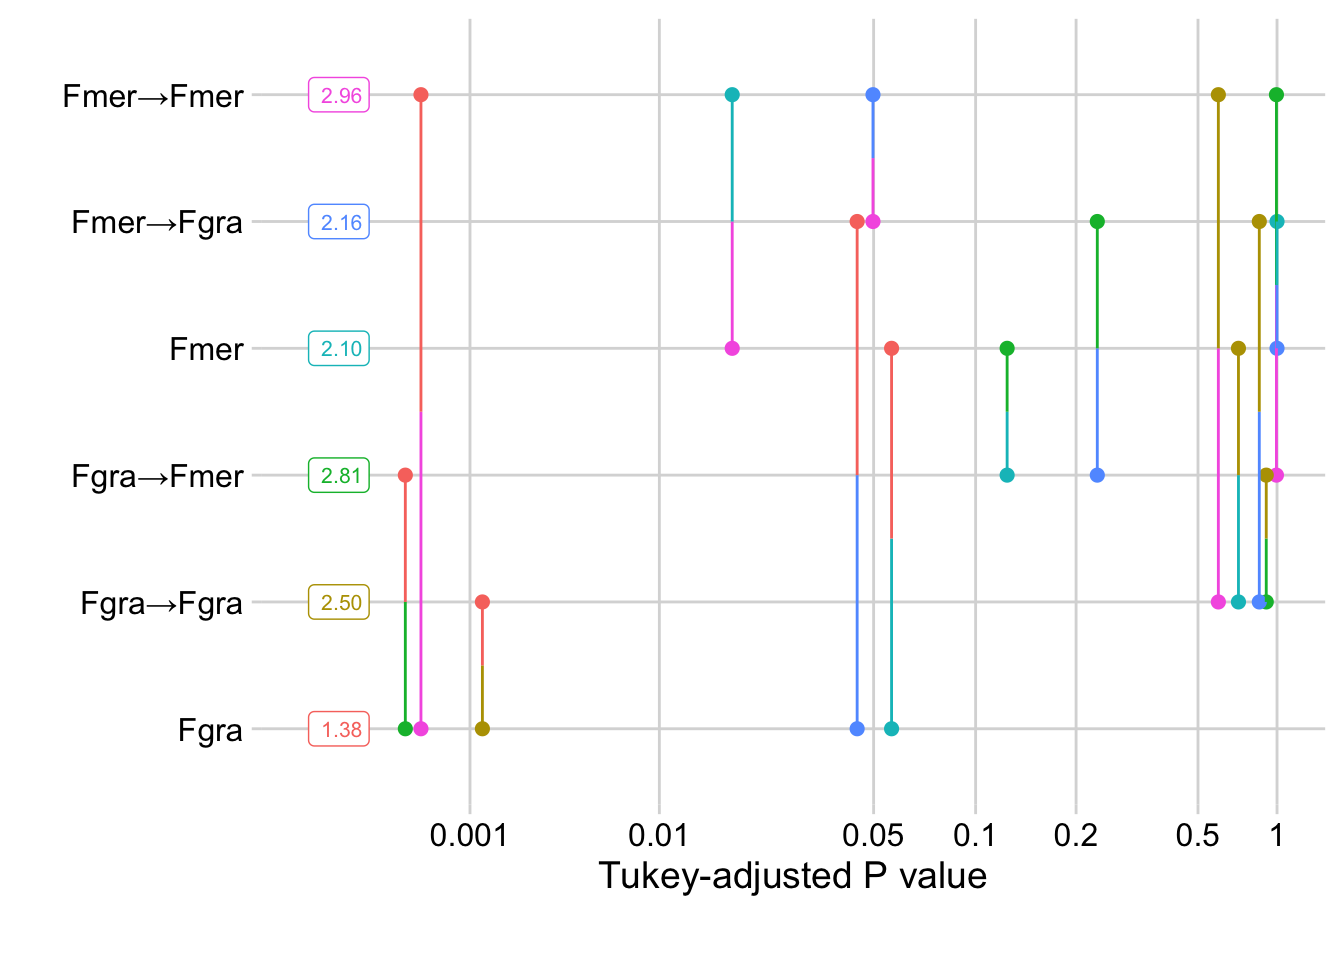 Fmer→Fmer 2.96
Fmer→Fgra 2.16
Fmer 2.10
Fgra→Fmer 2.81
Fgra→Fgra 2.50
Fgra 1.38
0.001 0.01 0.05 0.1 0.2 0.5 1
Tukey-adjusted P value